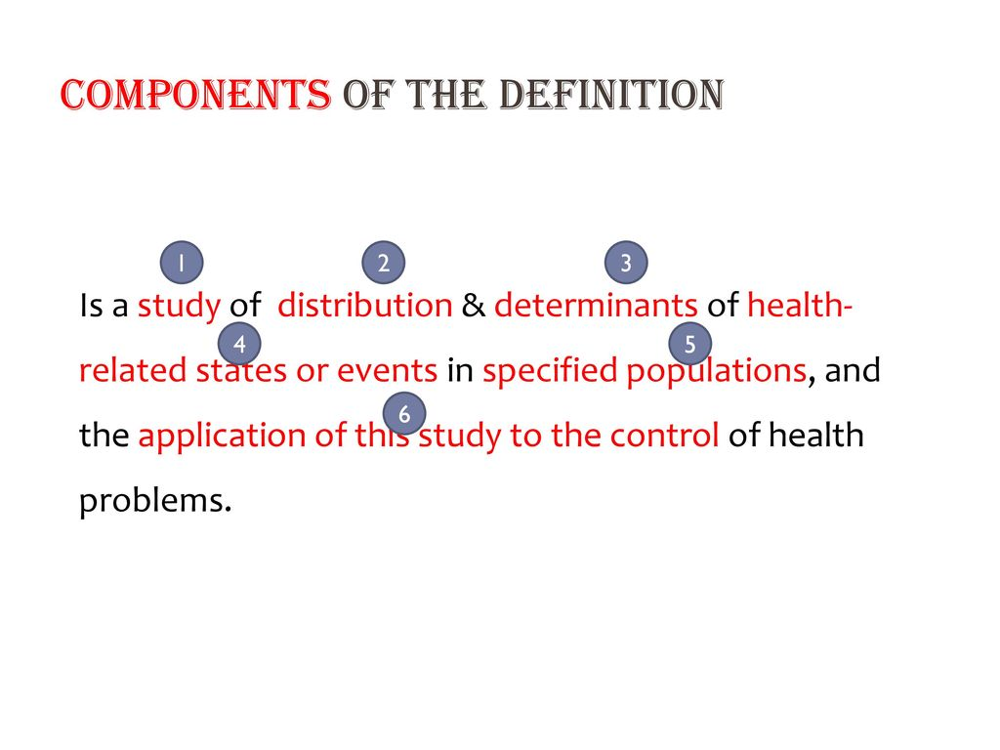 COMPONENTS OF THE DEFINITION
1 2 3
Is a study of distribution & determinants of health-
4 5
related states or events in specified populations, and
6
the application of this study to the control of health
problems.